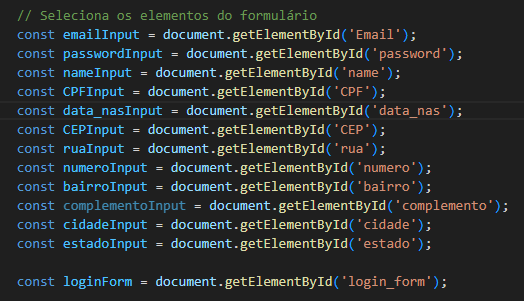 // Seleciona os elementos do formulário
const emailInput = document.getElementById('Email');
const passwordInput = document.getElementById('password');
const nameInput = document.getElementById('name');
const CPFInput = document.getElementById('CPF');
const data_nasInput = document.getElementById('data_nas');
const CEPInput = document.getElementById('CEP');
const ruaInput = document.getElementById('rua');
const numeroInput = document.getElementById('numero');
const bairroInput = document.getElementById('bairro');
const complementoInput = document.getElementById('complemento');
const cidadeInput = document.getElementById('cidade');
const estadoInput = document.getElementById('estado');
const loginForm = document.getElementById('login_form');